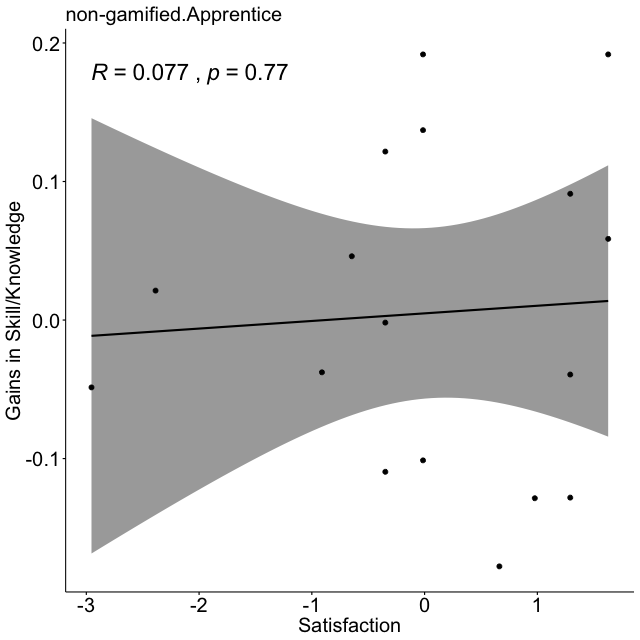 non-gamified.Apprentice
R = 0.077 , p = 0.77
Gains in Skill/Knowledge
0.2
0.1
0.0
-0.1
-3 -2 -1 0 1
Satisfaction